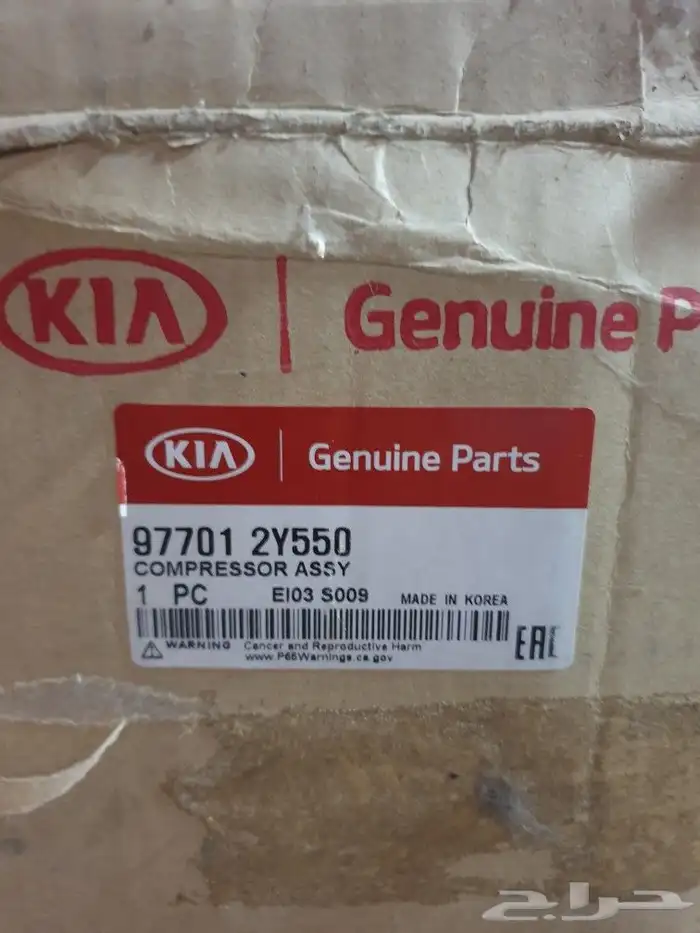 KIA Genuine P
KIA Genuine Parts
97701 2Y550
COMPRESSOR ASSY
1 PC EI03 S009 MADE IN KOREA
WARNING Cancer and Reproductive Harm
www.P65Warnings.ca.gov
EAC
حراج